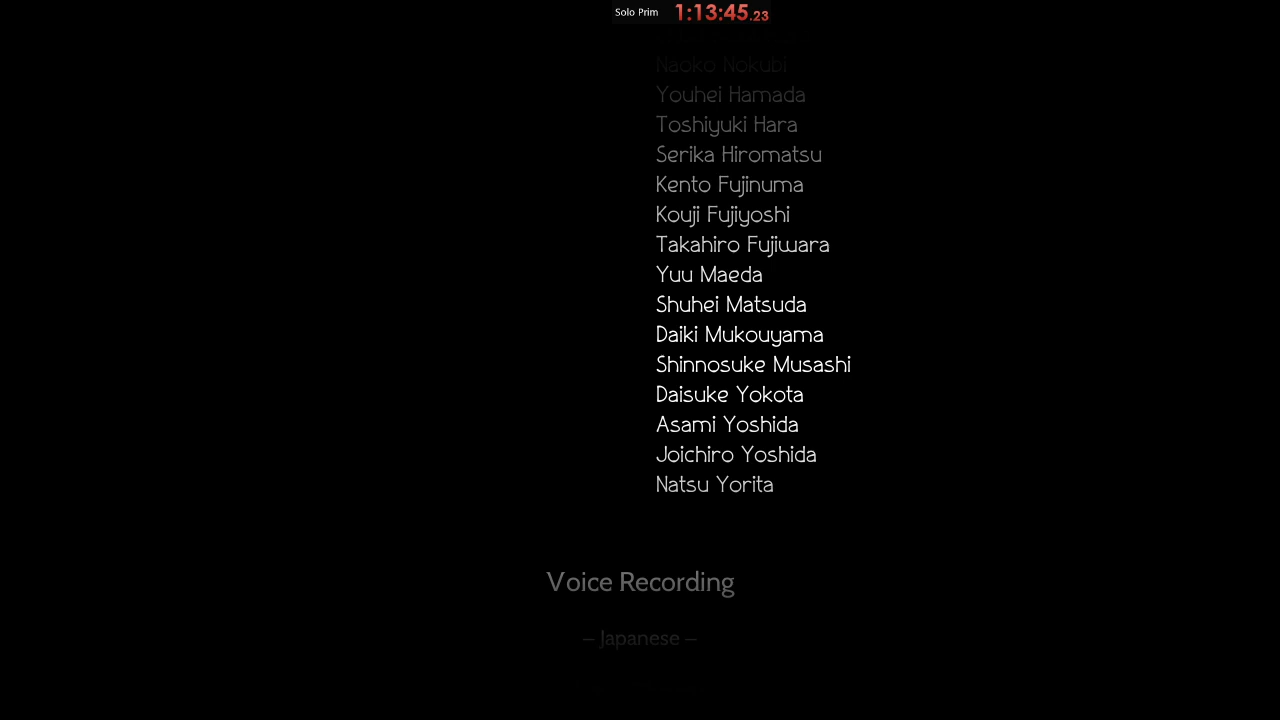 Solo Prim 1:13:45.23
Naoko Nokubi
Youhei Hamada
Toshiyuki Hara
Serika Hiromatsu
Kento Fujinuma
Kouji Fujiyoshi
Takahiro Fujiwara
Yuu Maeda
Shuhei Matsuda
Daiki Mukouyama
Shinnosuke Musashi
Daisuke Yokota
Asami Yoshida
Joichiro Yoshida
Natsu Yorita
Voice Recording
– Japanese –